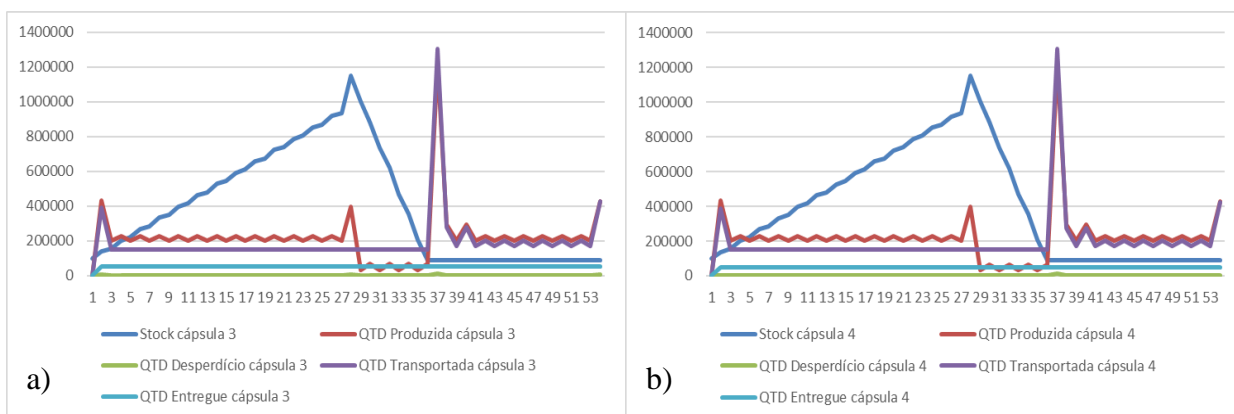 1400000
1200000
1000000
800000
600000
400000
200000
0
1 3 5 7 9 11 13 15 17 19 21 23 25 27 29 31 33 35 37 39 41 43 45 47 49 51 53
Stock cápsula 3 QTD Produzida cápsula 3
QTD Desperdício cápsula 3 QTD Transportada cápsula 3
QTD Entregue cápsula 3
a)
1400000
1200000
1000000
800000
600000
400000
200000
0
1 3 5 7 9 11 13 15 17 19 21 23 25 27 29 31 33 35 37 39 41 43 45 47 49 51 53
Stock cápsula 4 QTD Produzida cápsula 4
QTD Desperdício cápsula 4 QTD Transportada cápsula 4
QTD Entregue cápsula 4
b)